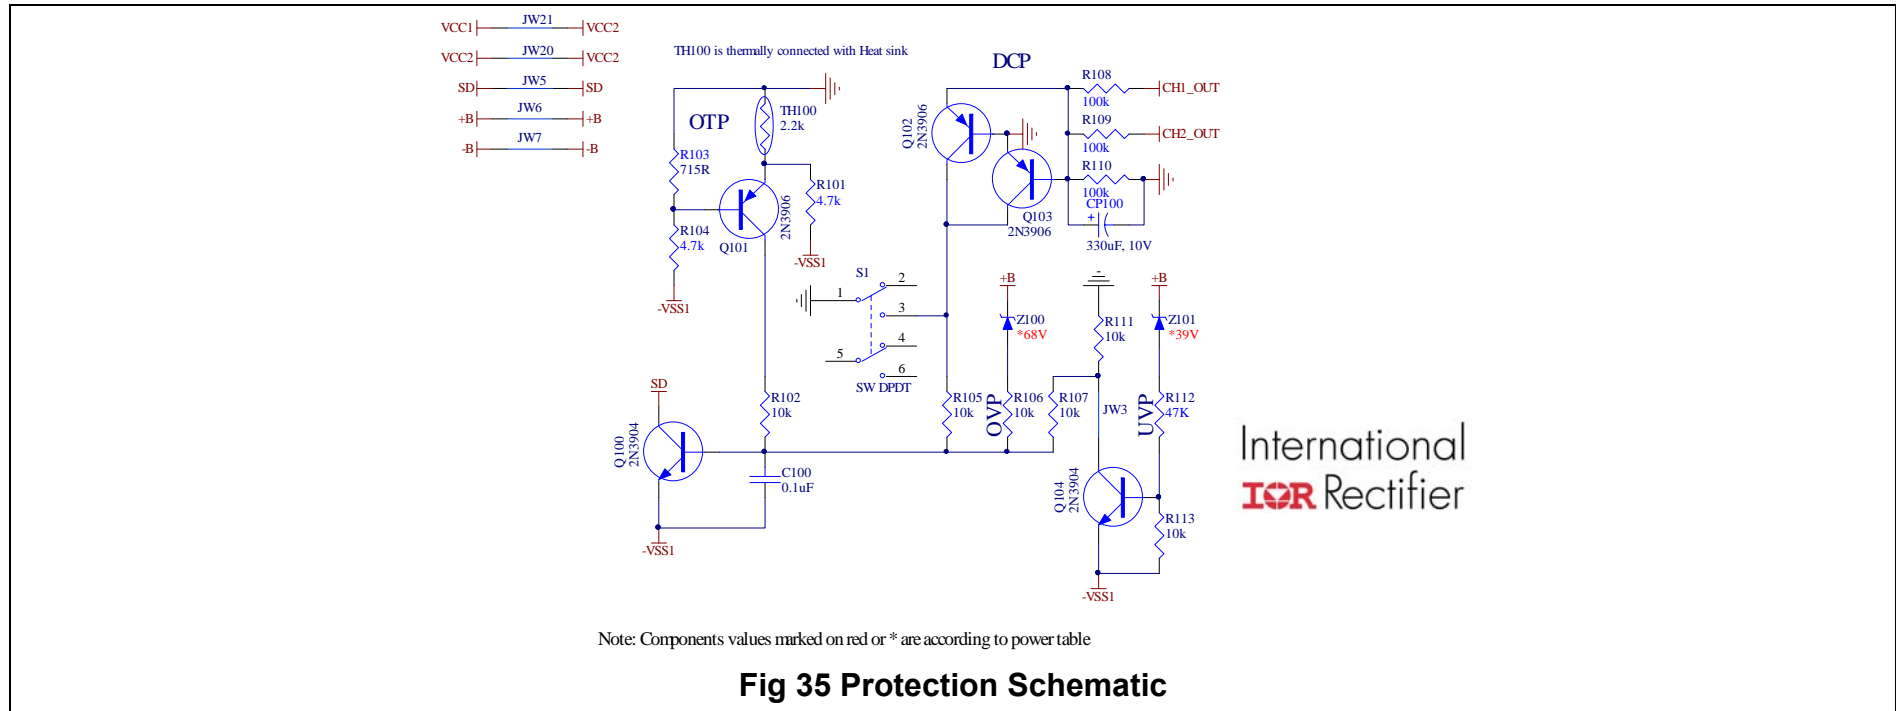 VCC1 JW21 VCC2
VCC2 JW20 VCC2
SD JW5 SD
+B JW6 +B
-B JW7 -B
TH100 is thermally connected with Heat sink
OTP
TH100
2.2k
R103
715R
R101
4.7k
R104
4.7k
Q101
2N3906
-VSS1
-VSS1
DCP
Q102
2N3906
R108
100k
CH1_OUT
R109
100k
CH2_OUT
R110
100k
CP100
+
330uF, 10V
Q103
2N3906
S1
1
2
3
4
5
6
SW DPDT
+B
Z100
*68V
R111
10k
+B
Z101
*39V
SD
Q100
2N3904
R102
10k
C100
0.1uF
-VSS1
R105
10k
OVP
R106
10k
R107
10k
JW3
UVP
R112
47K
Q104
2N3904
R113
10k
-VSS1
International
IOR Rectifier
Note: Components values marked on red or * are according to power table
Fig 35 Protection Schematic